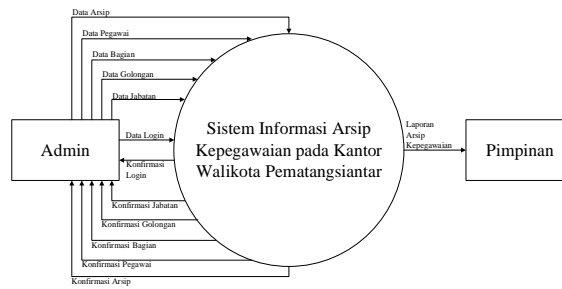 Data Arsip
Data Pegawai
Data Bagian
Data Golongan
Data Jabatan
Admin
Data Login
Konfirmasi
Login
Sistem Informasi Arsip
Kepegawaian pada Kantor
Walikota Pematangsiantar
Laporan
Arsip
Kepegawaian
Pimpinan
Konfirmasi Jabatan
Konfirmasi Golongan
Konfirmasi Bagian
Konfirmasi Pegawai
Konfirmasi Arsip